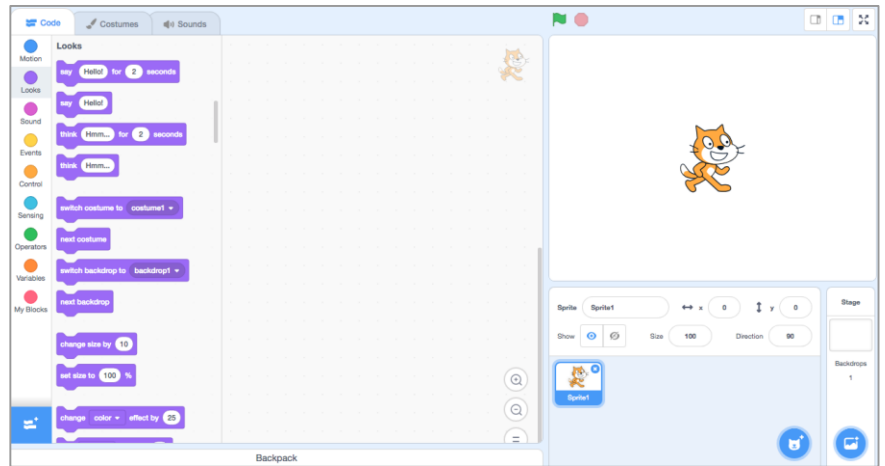 Code
Costumes
Sounds
Motion
Looks
Sound
Events
Control
Sensing
Operators
Variables
My Blocks
Looks
say Hello! for 2 seconds
say Hello!
think Hmm... for 2 seconds
think Hmm...
switch costume to costume1
next costume
switch backdrop to backdrop1
next backdrop
change size by 10
set size to 100 %
change color effect by 25
Backpack
Sprite Sprite1 x 0 y 0
Show Size 100 Direction 90
Sprite1
Stage
Backdrops
1